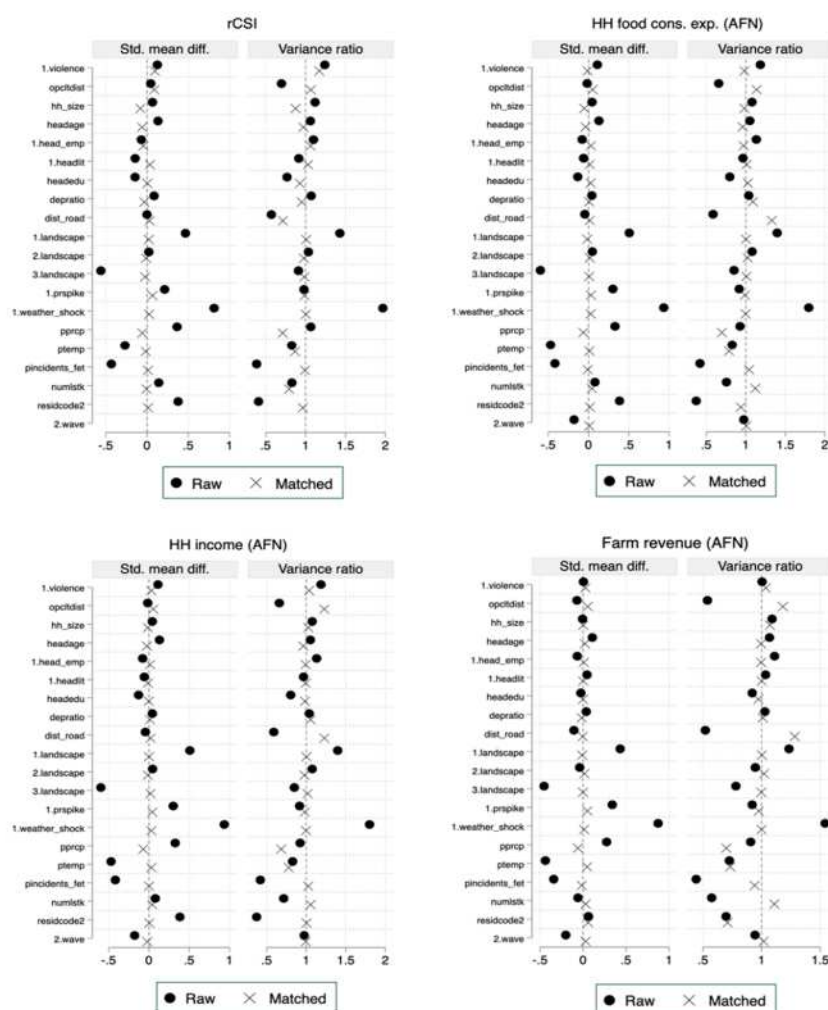 rCSI
Std. mean diff. Variance ratio
1.violence
opcltdist
hh_size
headage
1.head_emp
1.headlit
headedu
depratio
dist_road
1.landscape
2.landscape
3.landscape
1.prspike
1.weather_shock
pprcp
ptemp
pincidents_fet
numlstk
residcode2
2.wave
-.5 0 .5 1 .5 1 1.5 2
Raw Matched
HH food cons. exp. (AFN)
Std. mean diff. Variance ratio
1.violence
opcltdist
hh_size
headage
1.head_emp
1.headlit
headedu
depratio
dist_road
1.landscape
2.landscape
3.landscape
1.prspike
1.weather_shock
pprcp
ptemp
pincidents_fet
numlstk
residcode2
2.wave
-.5 0 .5 1 .5 1 1.5 2
Raw Matched
HH income (AFN)
Std. mean diff. Variance ratio
1.violence
opcltdist
hh_size
headage
1.head_emp
1.headlit
headedu
depratio
dist_road
1.landscape
2.landscape
3.landscape
1.prspike
1.weather_shock
pprcp
ptemp
pincidents_fet
numlstk
residcode2
2.wave
-.5 0 .5 1 .5 1 1.5 2
Raw Matched
Farm revenue (AFN)
Std. mean diff. Variance ratio
1.violence
opcltdist
hh_size
headage
1.head_emp
1.headlit
headedu
depratio
dist_road
1.landscape
2.landscape
3.landscape
1.prspike
1.weather_shock
pprcp
ptemp
pincidents_fet
numlstk
residcode2
2.wave
-.5 0 .5 1 .5 1 1.5
Raw Matched